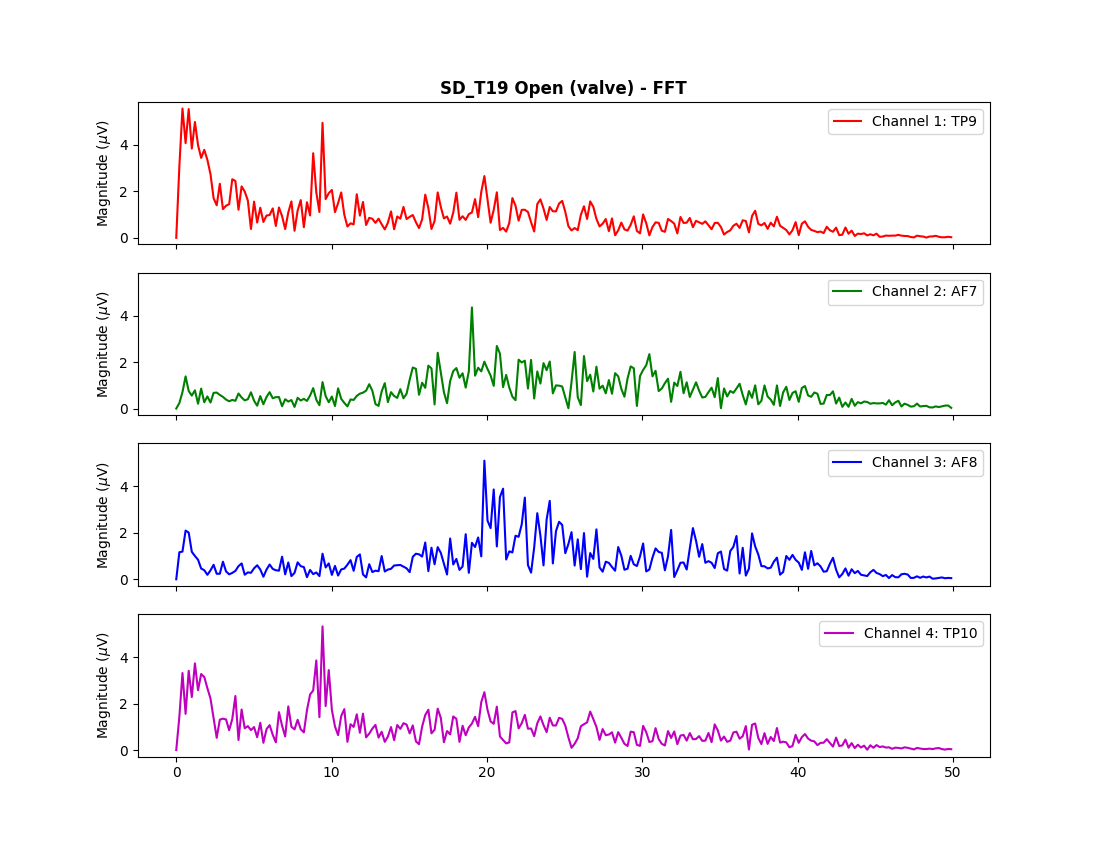 SD_T19 Open (valve) - FFT
Magnitude (μV)
4
2
0
Channel 1: TP9
Magnitude (μV)
4
2
0
Channel 2: AF7
Magnitude (μV)
4
2
0
Channel 3: AF8
Magnitude (μV)
4
2
0
Channel 4: TP10
0 10 20 30 40 50